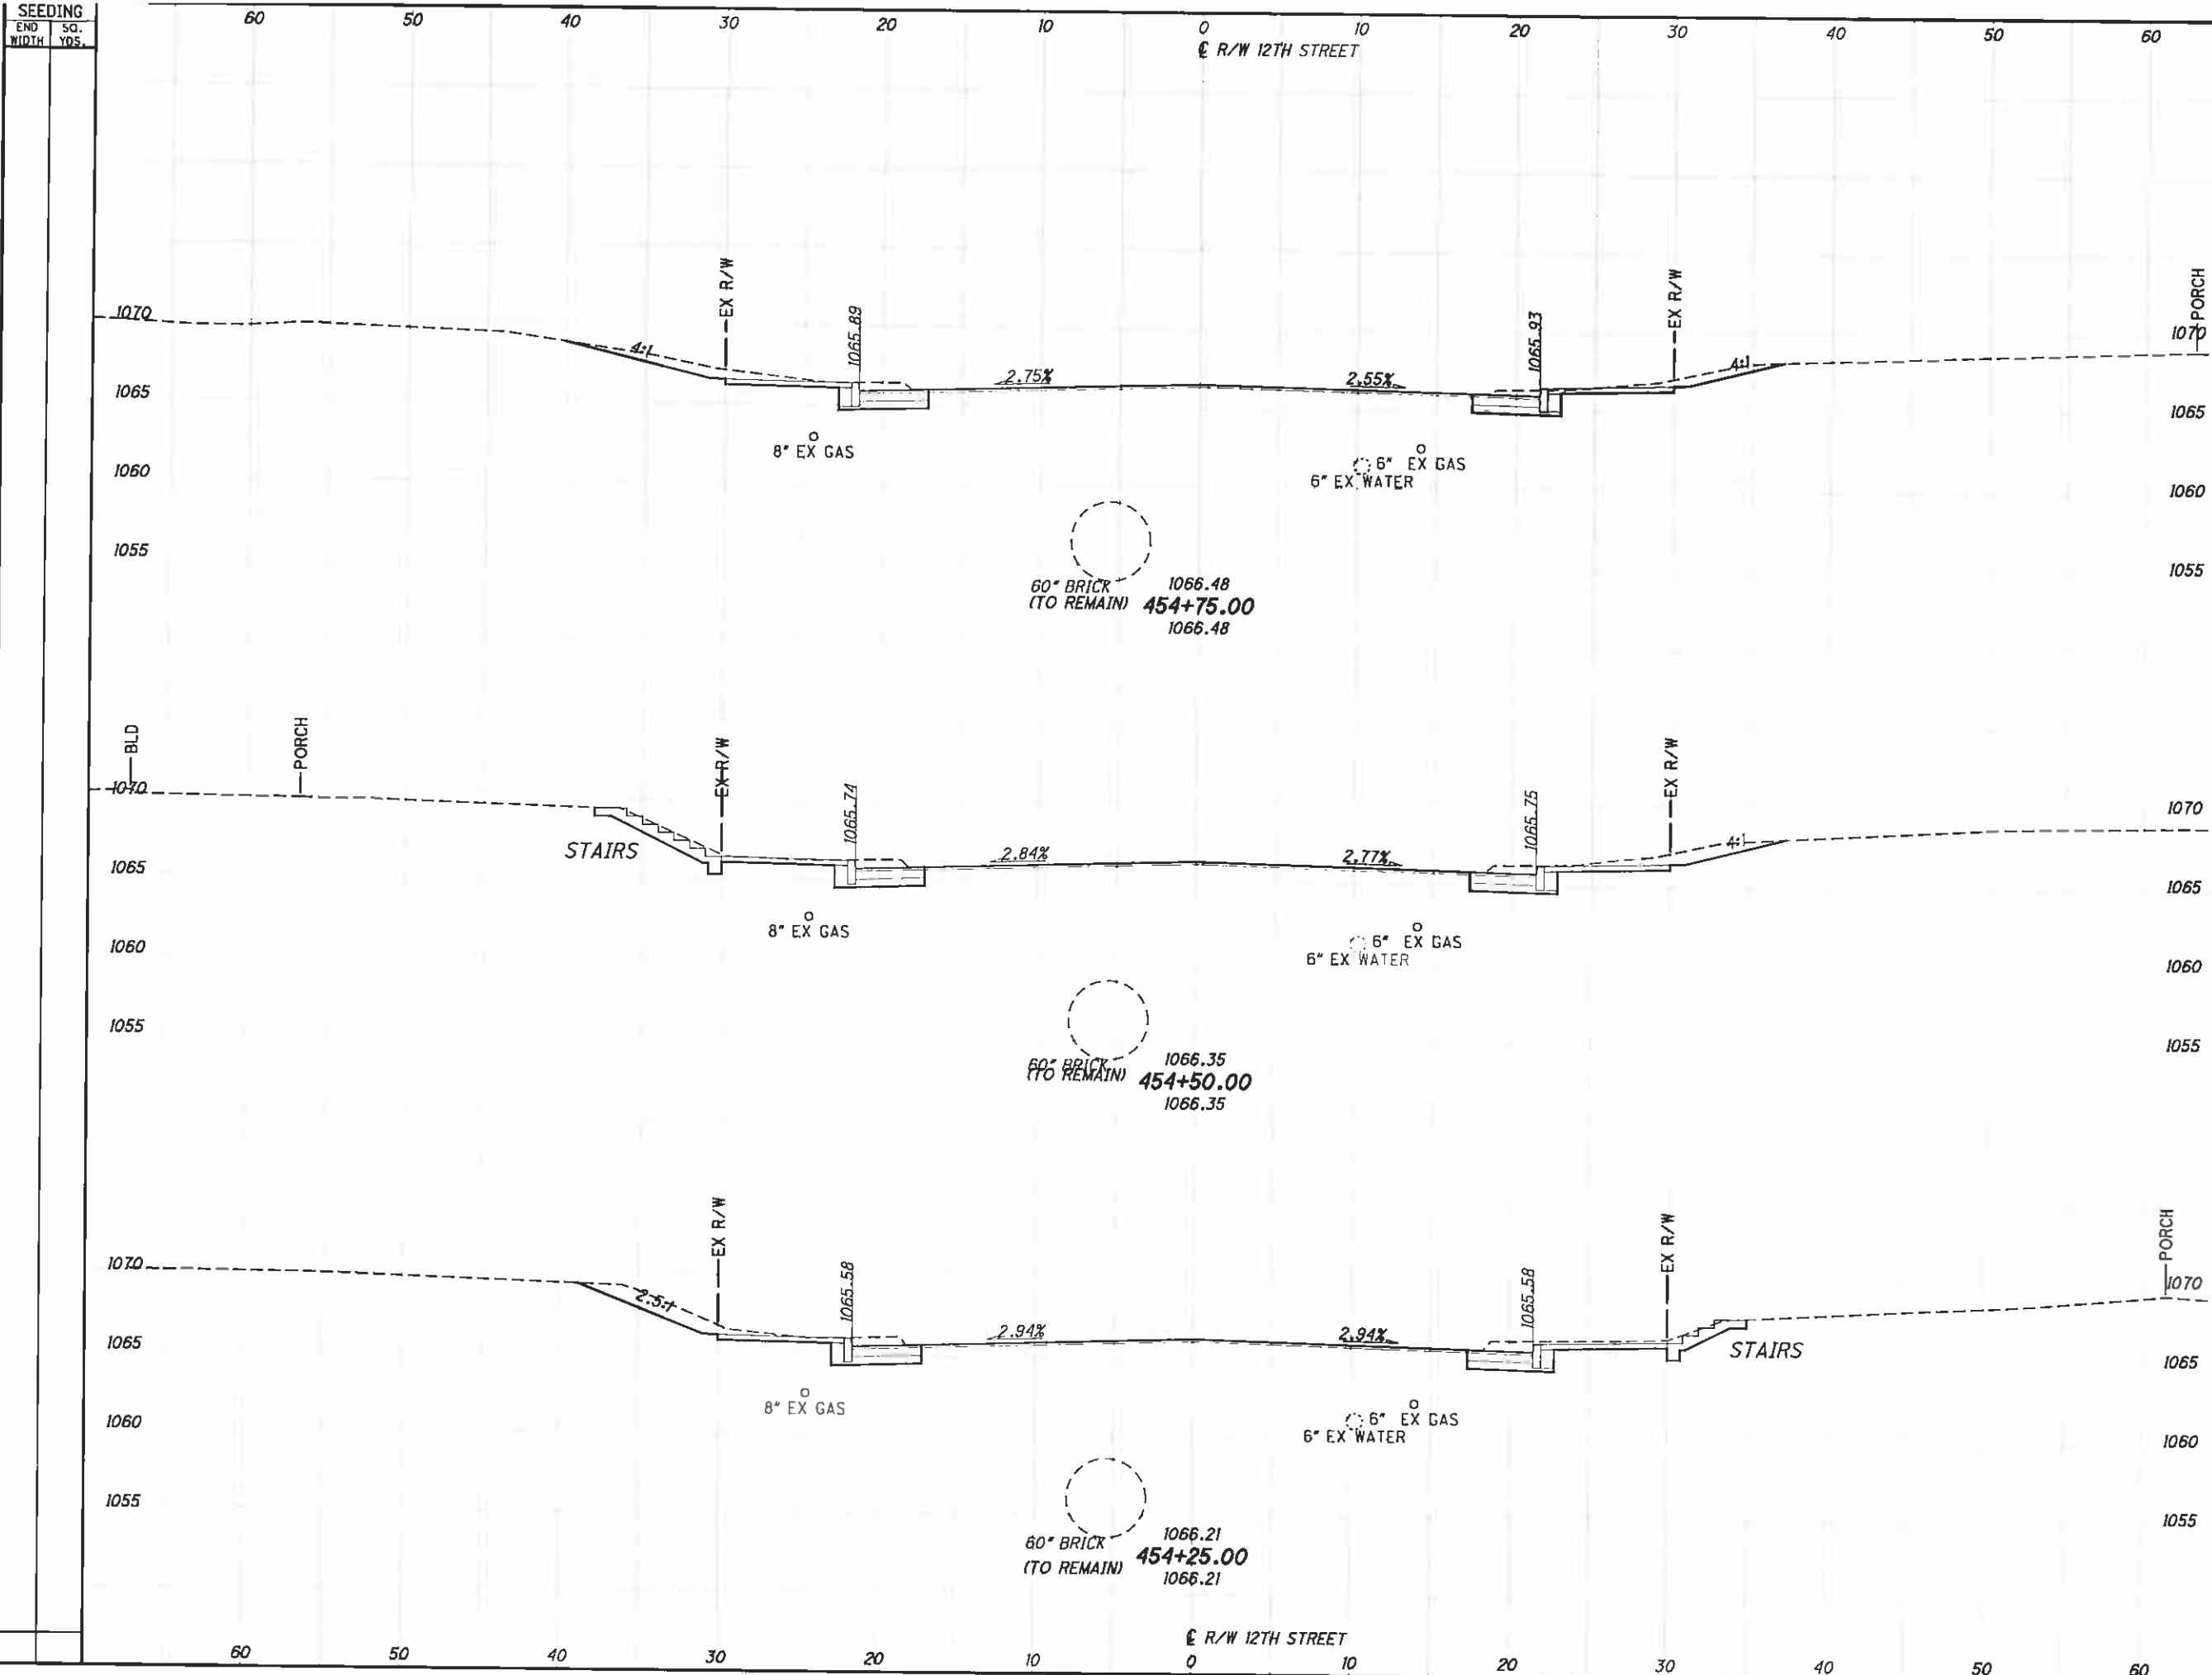 SEEDING
END WIDTH SQ. YDS.
60 50 40 30 20 10 0 10 20 30 40 50 60
℄ R/W 12TH STREET
EX R/W 1065.89 1065.93 EX R/W PORCH
1070 4:1 2.75% 2.55% 4:1 1070
1065 1065
8" EX GAS 6" EX GAS
1060 6" EX WATER 1060
1055 1055
60" BRICK 1066.48
(TO REMAIN) 454+75.00
1066.48
BLD PORCH EX R/W 1065.74 1065.75 EX R/W
1070 1070
STAIRS 2.84% 2.77% 4:1
1065 1065
8" EX GAS 6" EX GAS
1060 6" EX WATER 1060
1055 1055
60" BRICK 1066.35
(TO REMAIN) 454+50.00
1066.35
EX R/W 1065.58 1065.58 EX R/W PORCH
1070 1070
2.5:1 2.94% 2.94% STAIRS
1065 1065
8" EX GAS 6" EX GAS
1060 6" EX WATER 1060
1055 1055
60" BRICK 1066.21
(TO REMAIN) 454+25.00
1066.21
℄ R/W 12TH STREET
60 50 40 30 20 10 0 10 20 30 40 50 60